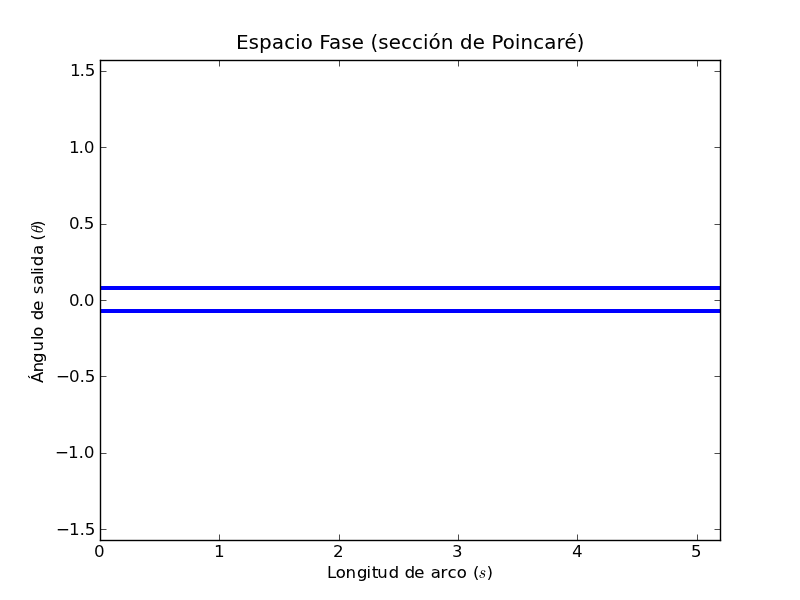 Espacio Fase (sección de Poincaré)
1.5
1.0
0.5
0.0
−0.5
−1.0
−1.5
Ángulo de salida (θ)
0 1 2 3 4 5
Longitud de arco (s)